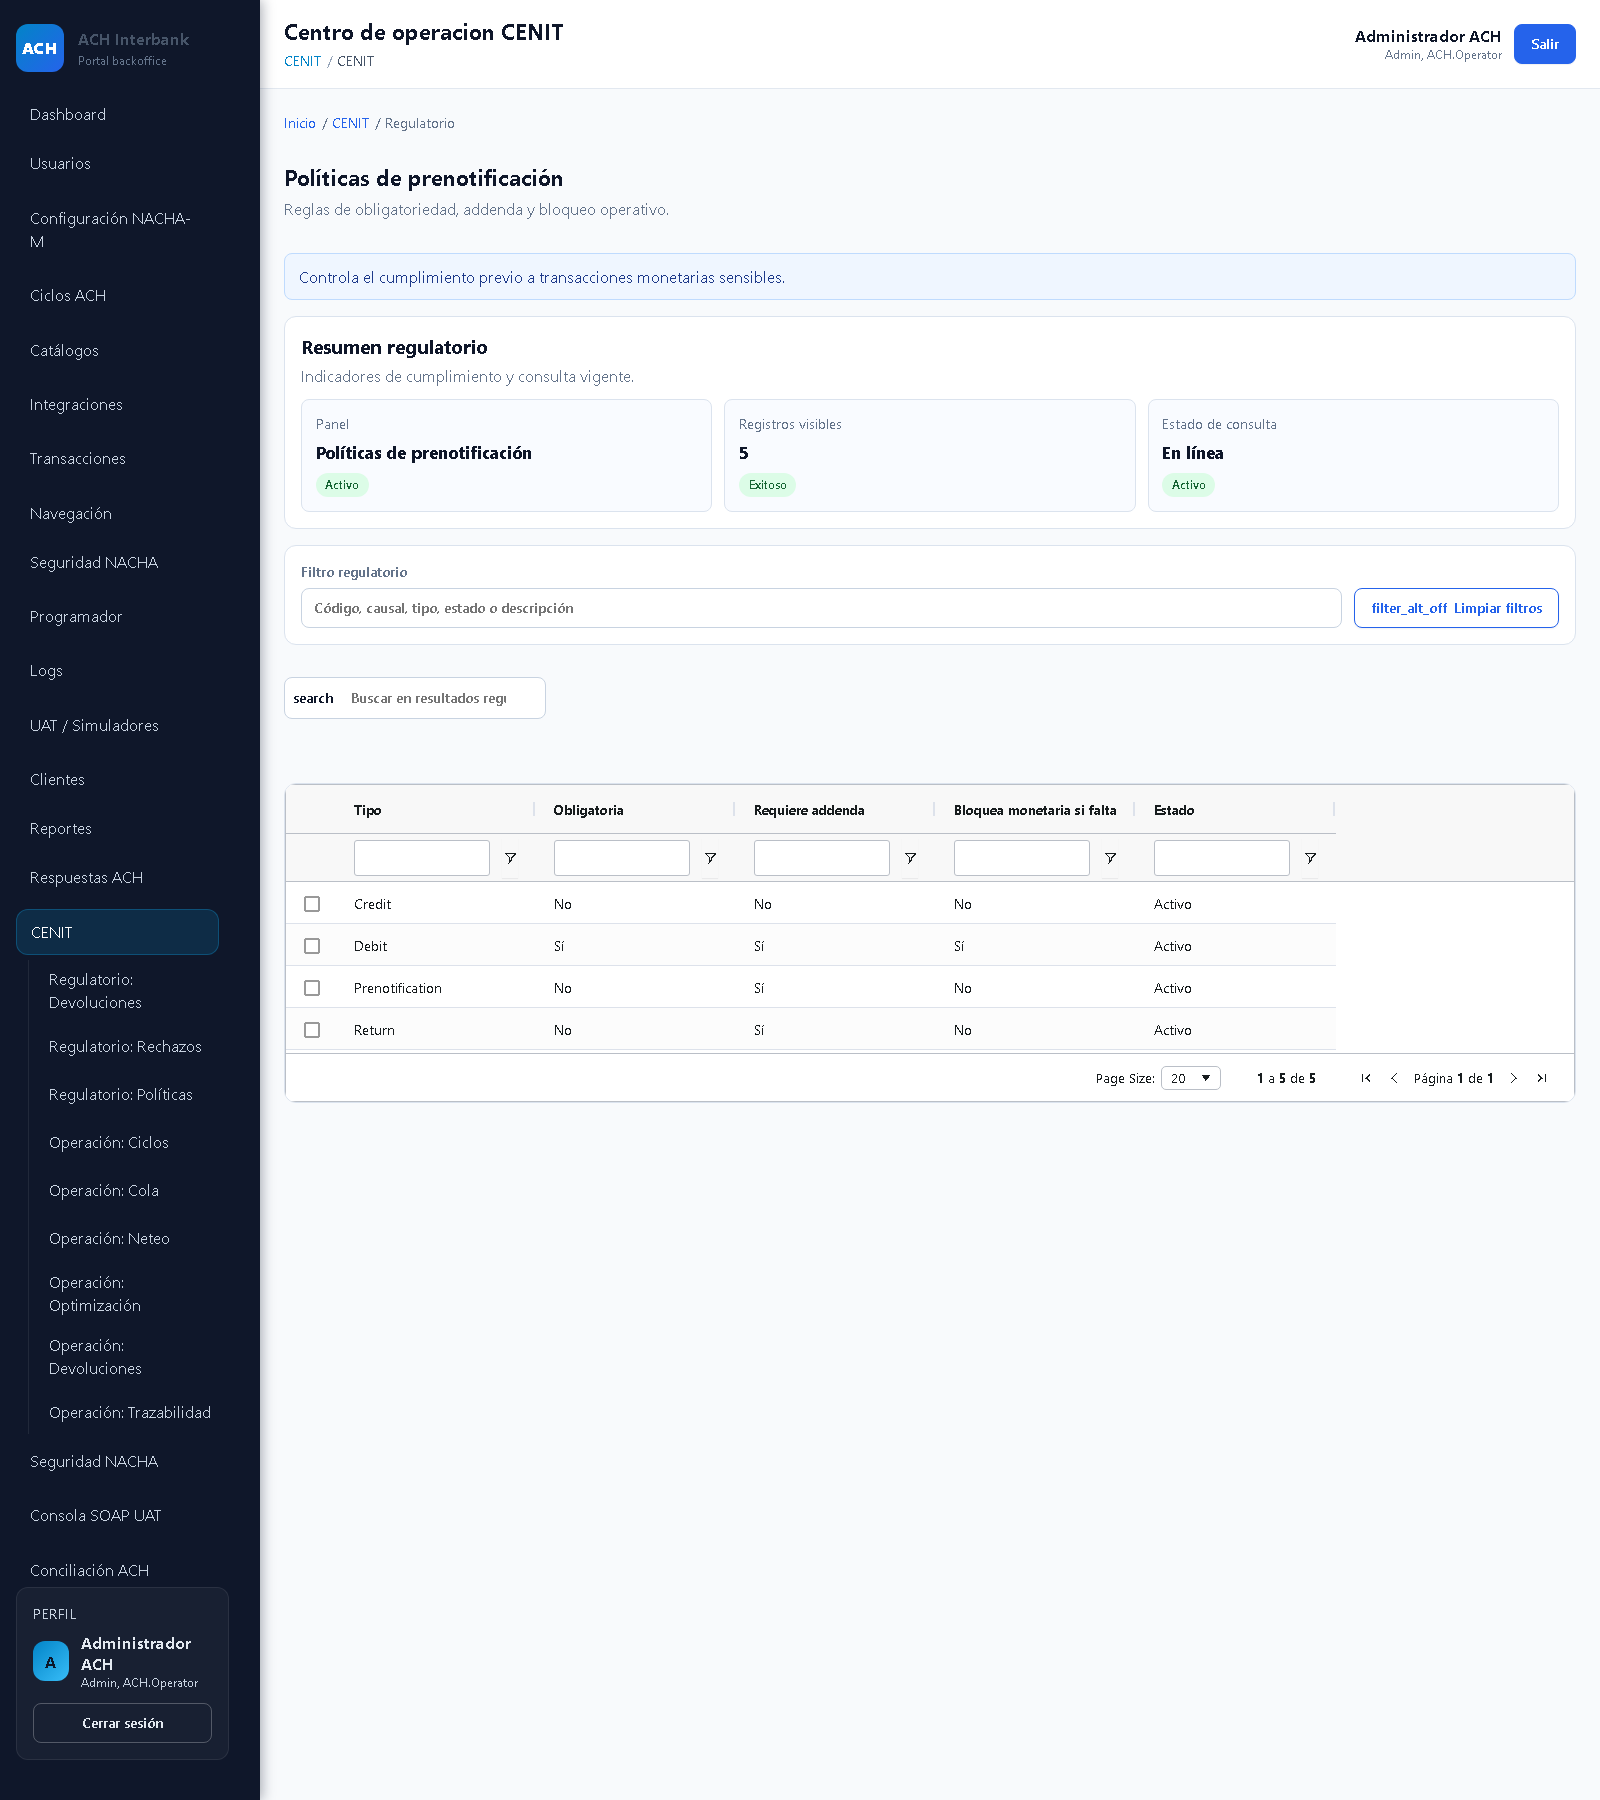 ACH
ACH Interbank
Portal backoffice
Dashboard
Usuarios
Configuración NACHA-
M
Ciclos ACH
Catálogos
Integraciones
Transacciones
Navegación
Seguridad NACHA
Programador
Logs
UAT / Simuladores
Clientes
Reportes
Respuestas ACH
CENIT
Regulatorio:
Devoluciones
Regulatorio: Rechazos
Regulatorio: Políticas
Operación: Ciclos
Operación: Cola
Operación: Neteo
Operación:
Optimización
Operación:
Devoluciones
Operación: Trazabilidad
Seguridad NACHA
Consola SOAP UAT
Conciliación ACH
PERFIL
A
Administrador
ACH
Admin, ACH.Operator
Cerrar sesión
Centro de operacion CENIT
CENIT / CENIT
Administrador ACH
Admin, ACH.Operator
Salir
Inicio / CENIT / Regulatorio
Políticas de prenotificación
Reglas de obligatoriedad, addenda y bloqueo operativo.
Controla el cumplimiento previo a transacciones monetarias sensibles.
Resumen regulatorio
Indicadores de cumplimiento y consulta vigente.
Panel
Políticas de prenotificación
Activo
Registros visibles
5
Exitoso
Estado de consulta
En línea
Activo
Filtro regulatorio
Código, causal, tipo, estado o descripción
filter_alt_off Limpiar filtros
search Buscar en resultados regu
Tipo Obligatoria Requiere addenda Bloquea monetaria si falta Estado
Credit No No No Activo
Debit Sí Sí Sí Activo
Prenotification No Sí No Activo
Return No Sí No Activo
Page Size: 20 1 a 5 de 5 Página 1 de 1